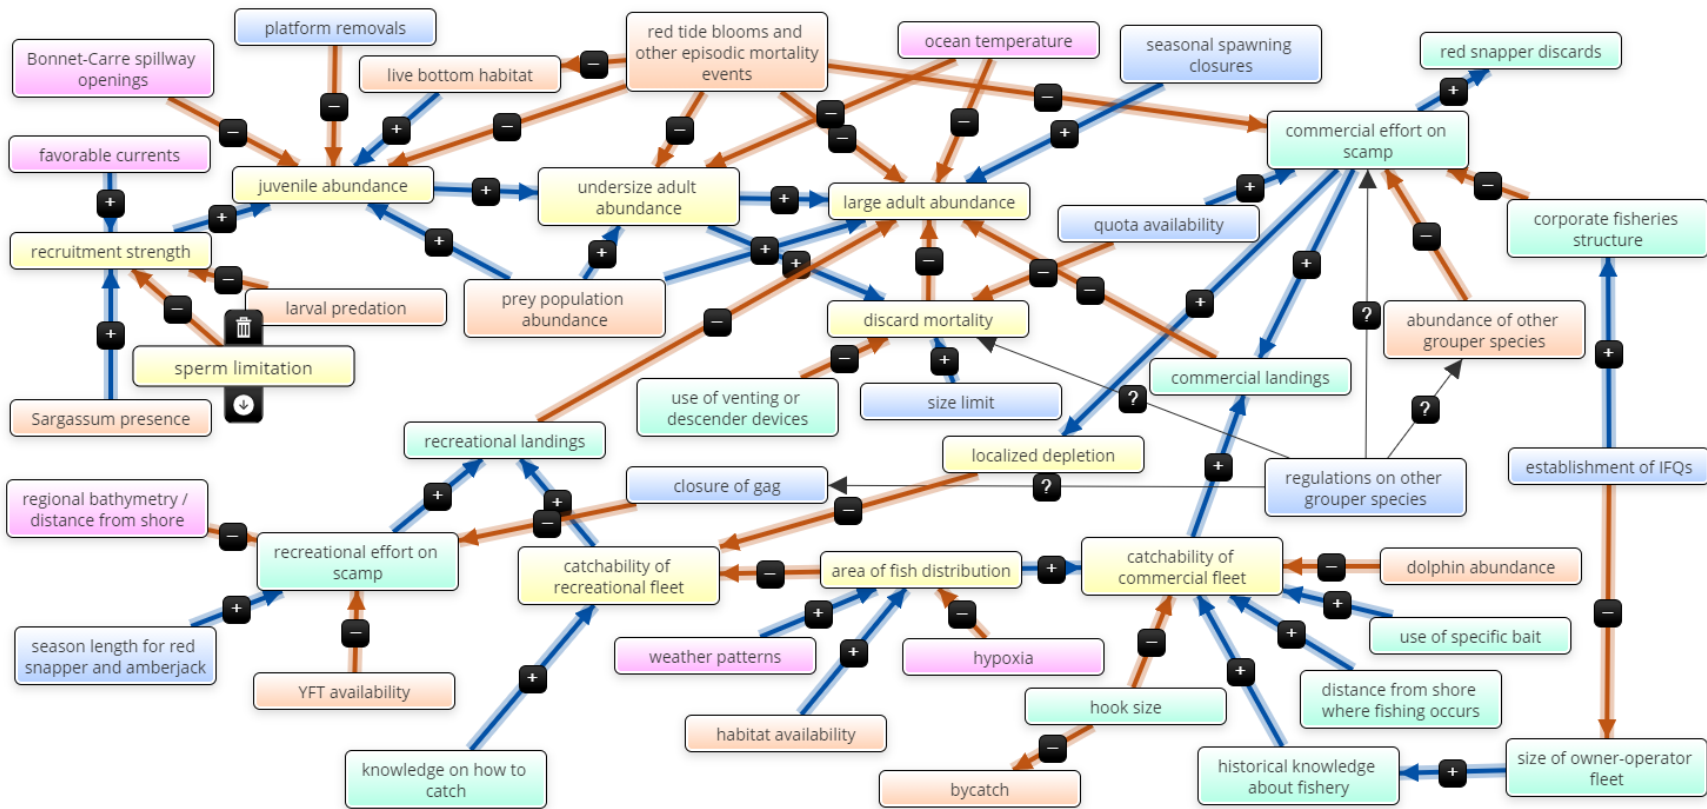 platform removals
red tide blooms and
other episodic mortality
events
ocean temperature
seasonal spawning
closures
red snapper discards
Bonnet-Carre spillway
openings
live bottom habitat
commercial effort on
scamp
favorable currents
juvenile abundance
undersize adult
abundance
large adult abundance
quota availability
corporate fisheries
structure
recruitment strength
larval predation
prey population
abundance
discard mortality
abundance of other
grouper species
sperm limitation
commercial landings
use of venting or
descender devices
size limit
Sargassum presence
recreational landings
localized depletion
regulations on other
grouper species
establishment of IFQs
closure of gag
regional bathymetry /
distance from shore
recreational effort on
scamp
catchability of
recreational fleet
area of fish distribution
catchability of
commercial fleet
dolphin abundance
season length for red
snapper and amberjack
weather patterns
hypoxia
use of specific bait
YFT availability
habitat availability
hook size
distance from shore
where fishing occurs
knowledge on how to
catch
bycatch
historical knowledge
about fishery
size of owner-operator
fleet